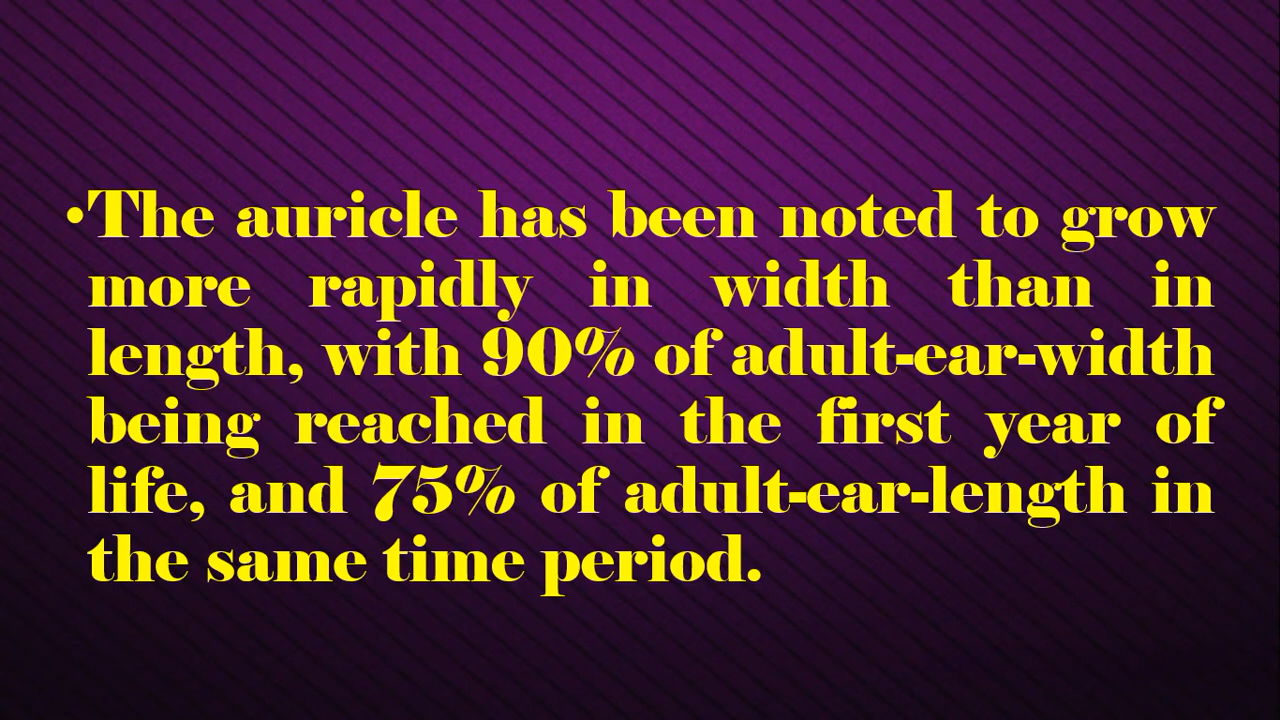 •The auricle has been noted to grow
more rapidly in width than in
length, with 90% of adult-ear-width
being reached in the first year of
life, and 75% of adult-ear-length in
the same time period.